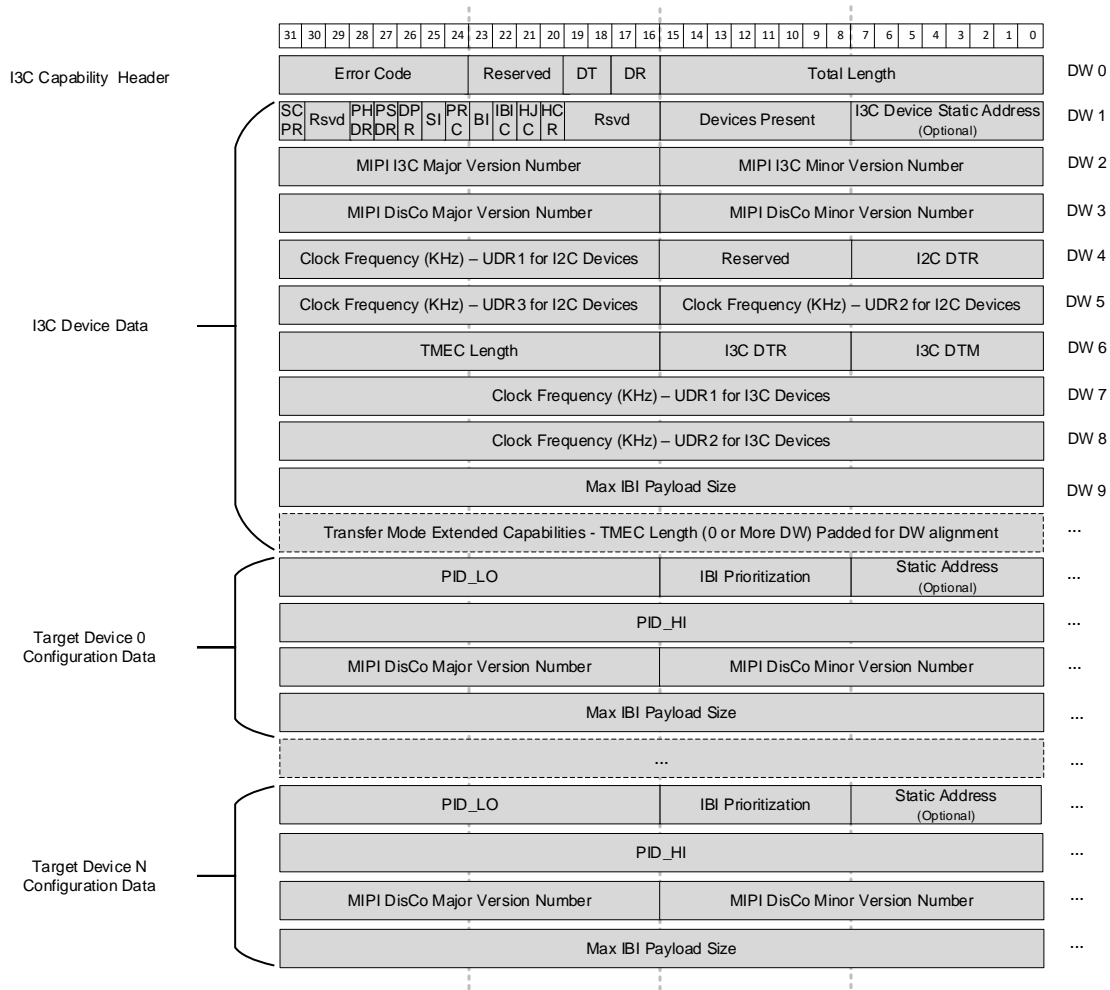 31 30 29 28 27 26 25 24 23 22 21 20 19 18 17 16 15 14 13 12 11 10 9 8 7 6 5 4 3 2 1 0
I3C Capability Header
Error Code Reserved DT DR Total Length DW 0
SC PR Rsvd PH DR PS DR DP R SI PR C BI IBI C HJ C HC R Rsvd Devices Present I3C Device Static Address
(Optional)
DW 1
MIPI I3C Major Version Number MIPI I3C Minor Version Number DW 2
MIPI DisCo Major Version Number MIPI DisCo Minor Version Number DW 3
Clock Frequency (KHz) – UDR1 for I2C Devices Reserved I2C DTR DW 4
I3C Device Data
Clock Frequency (KHz) – UDR3 for I2C Devices Clock Frequency (KHz) – UDR2 for I2C Devices DW 5
TMEC Length I3C DTR I3C DTM DW 6
Clock Frequency (KHz) – UDR1 for I3C Devices DW 7
Clock Frequency (KHz) – UDR2 for I3C Devices DW 8
Max IBI Payload Size DW 9
Transfer Mode Extended Capabilities - TMEC Length (0 or More DW) Padded for DW alignment ...
Target Device 0
Configuration Data
PID_LO IBI Prioritization Static Address
(Optional)
...
PID_HI ...
MIPI DisCo Major Version Number MIPI DisCo Minor Version Number ...
Max IBI Payload Size ...
... ...
Target Device N
Configuration Data
PID_LO IBI Prioritization Static Address
(Optional)
...
PID_HI ...
MIPI DisCo Major Version Number MIPI DisCo Minor Version Number ...
Max IBI Payload Size ...